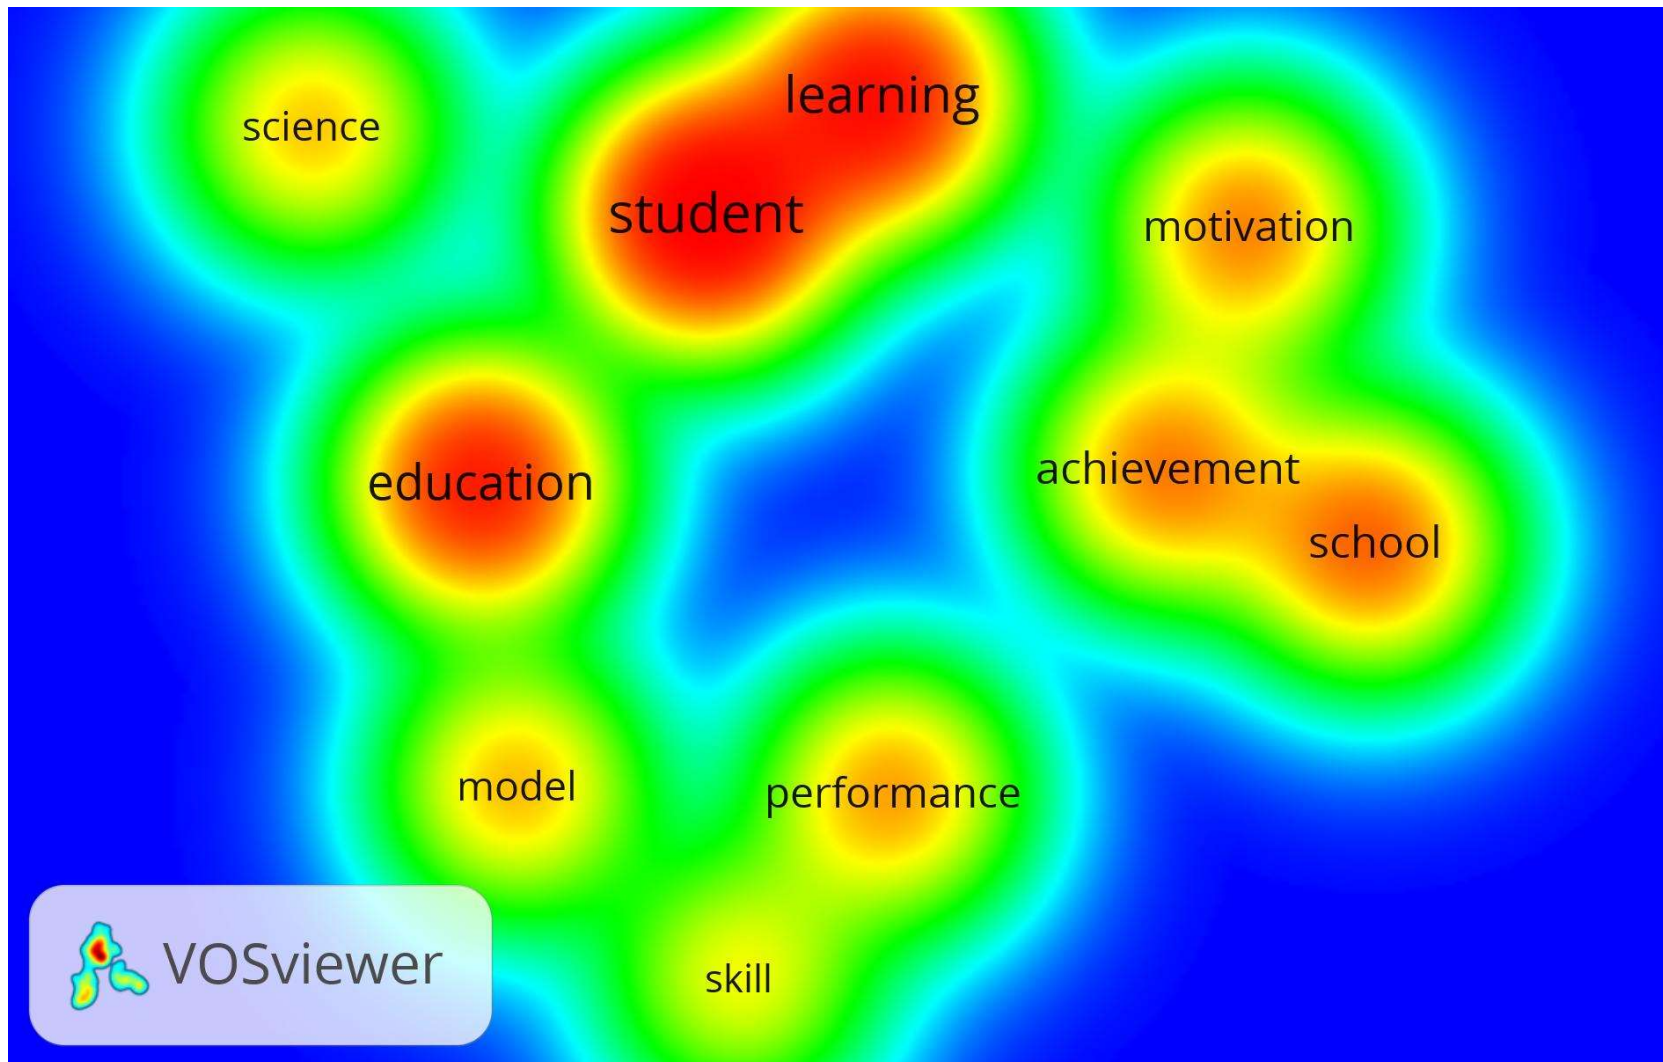 learning
science
student
motivation
achievement
education
school
model
performance
VOSviewer
skill